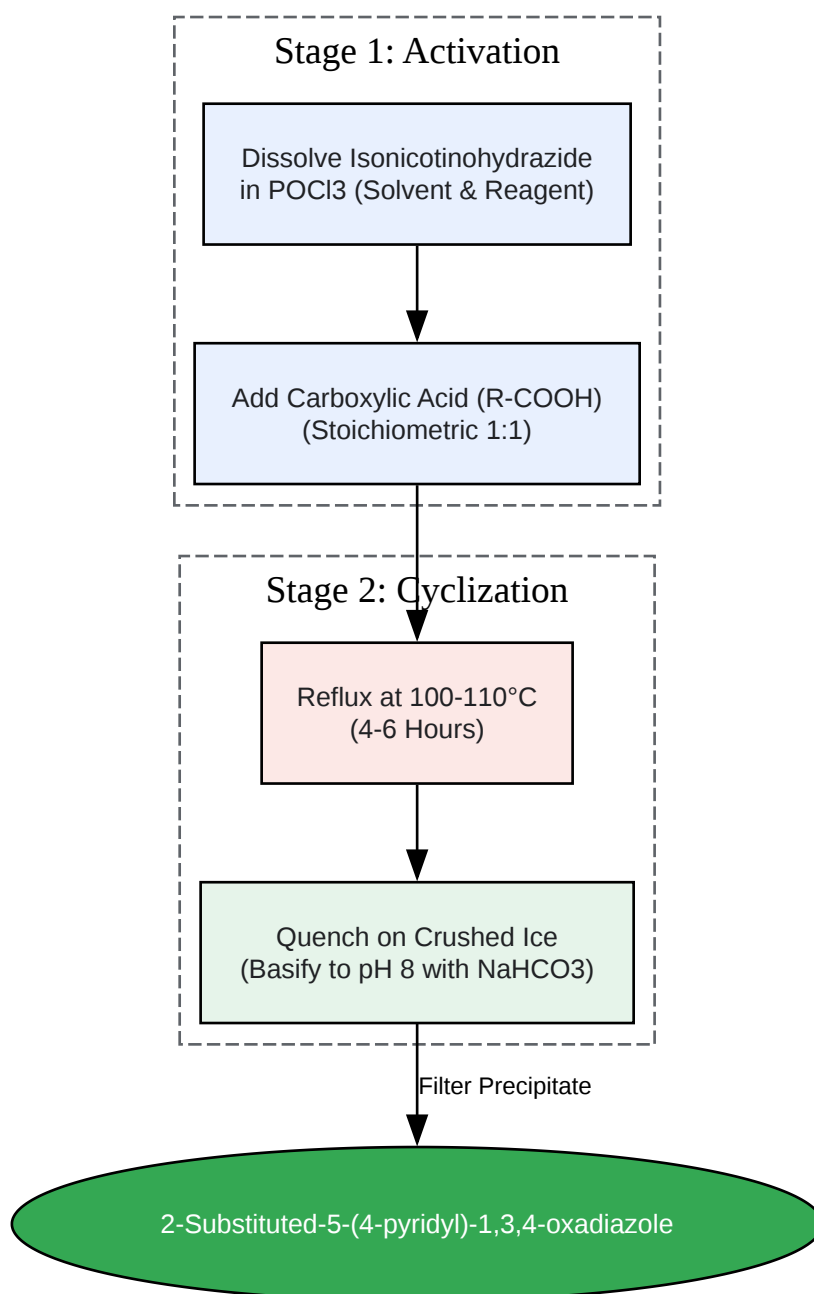 Stage 1: Activation
Dissolve Isonicotinohydrazide
in POCl3 (Solvent & Reagent)
Add Carboxylic Acid (R-COOH)
(Stoichiometric 1:1)
Stage 2: Cyclization
Reflux at 100-110°C
(4-6 Hours)
Quench on Crushed Ice
(Basify to pH 8 with NaHCO3)
Filter Precipitate
2-Substituted-5-(4-pyridyl)-1,3,4-oxadiazole